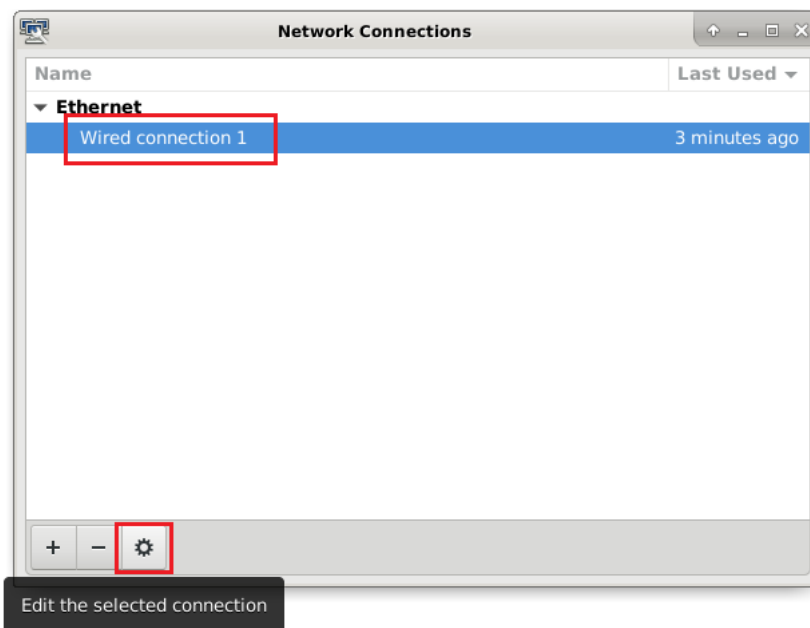 Network Connections
Name Last Used
Ethernet
Wired connection 1 3 minutes ago
Edit the selected connection